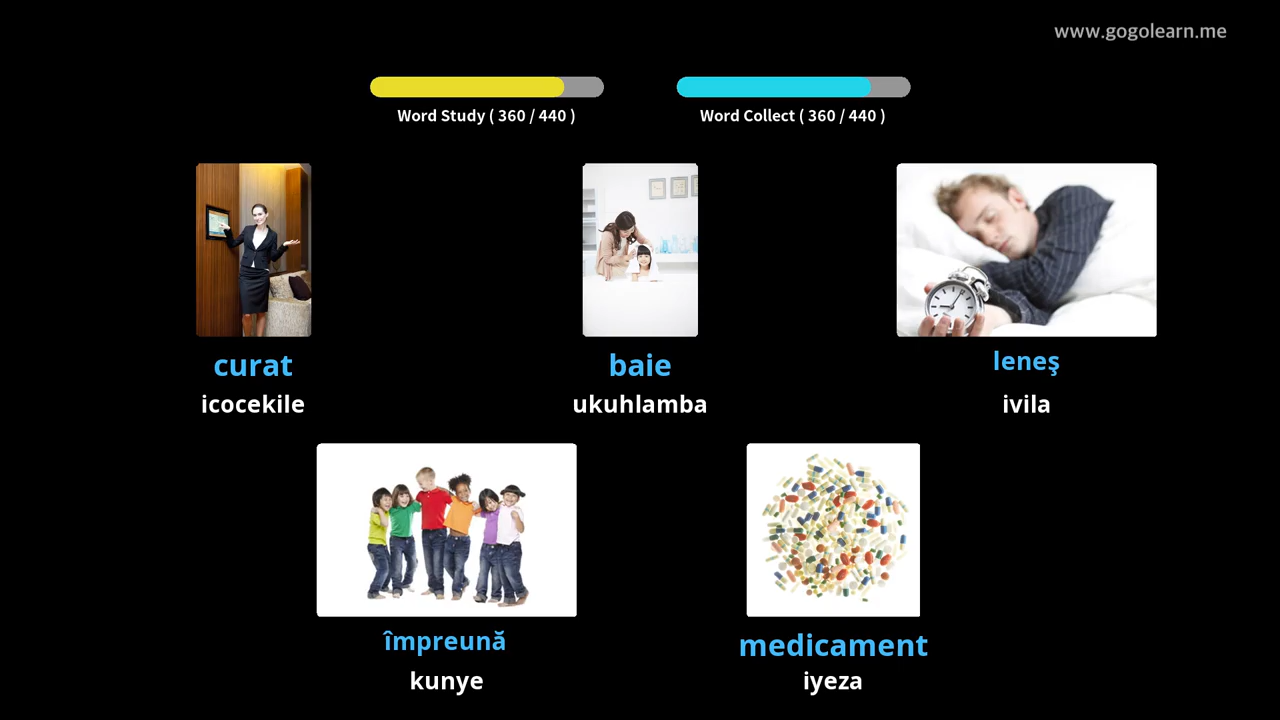 www.gogolearn.me
Word Study ( 360 / 440 )
Word Collect ( 360 / 440 )
curat
baie
leneş
icocekile
ukuhlamba
ivila
împreună
medicament
kunye
iyeza